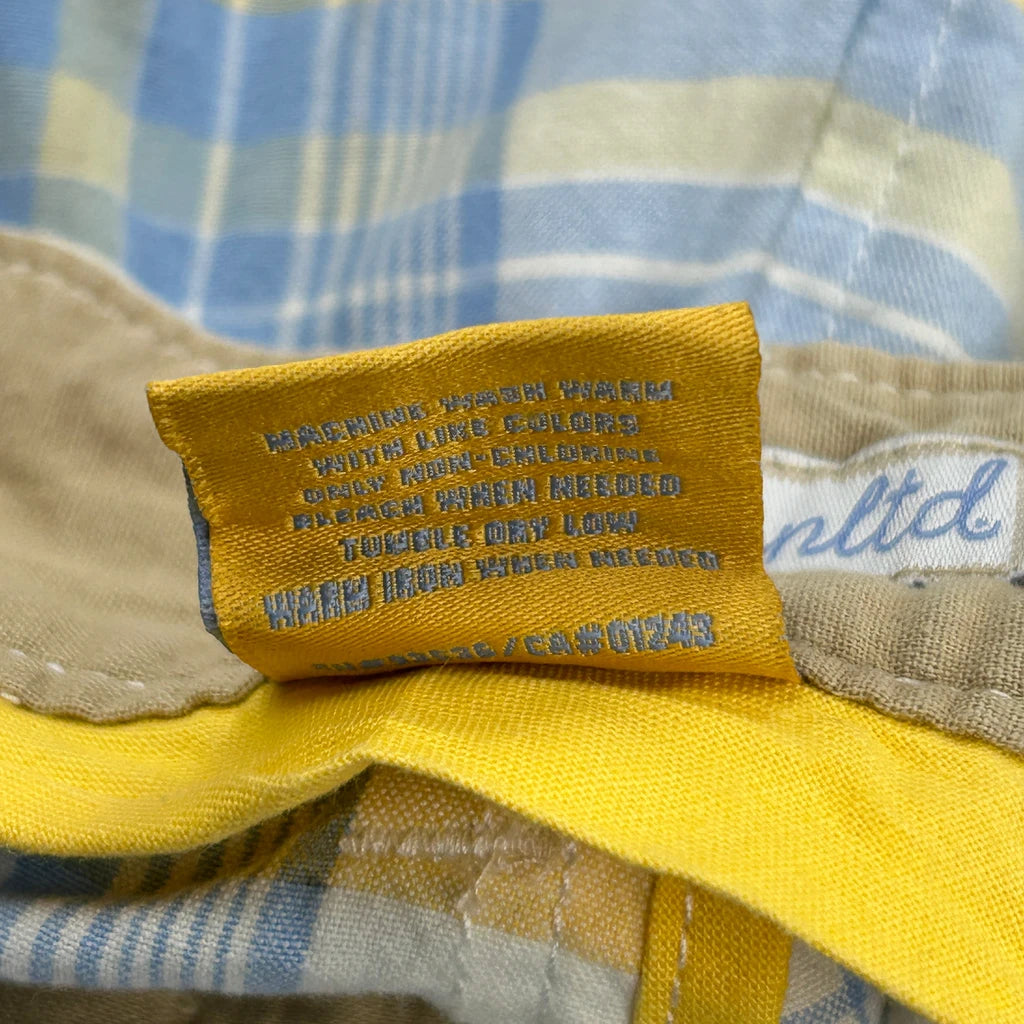 MACHINE WASH WARM
WITH LIKE COLORS
ONLY NON-CHLORINE
BLEACH WHEN NEEDED
TUMBLE DRY LOW
WARM IRON WHEN NEEDED
/CA#01243
pltd.